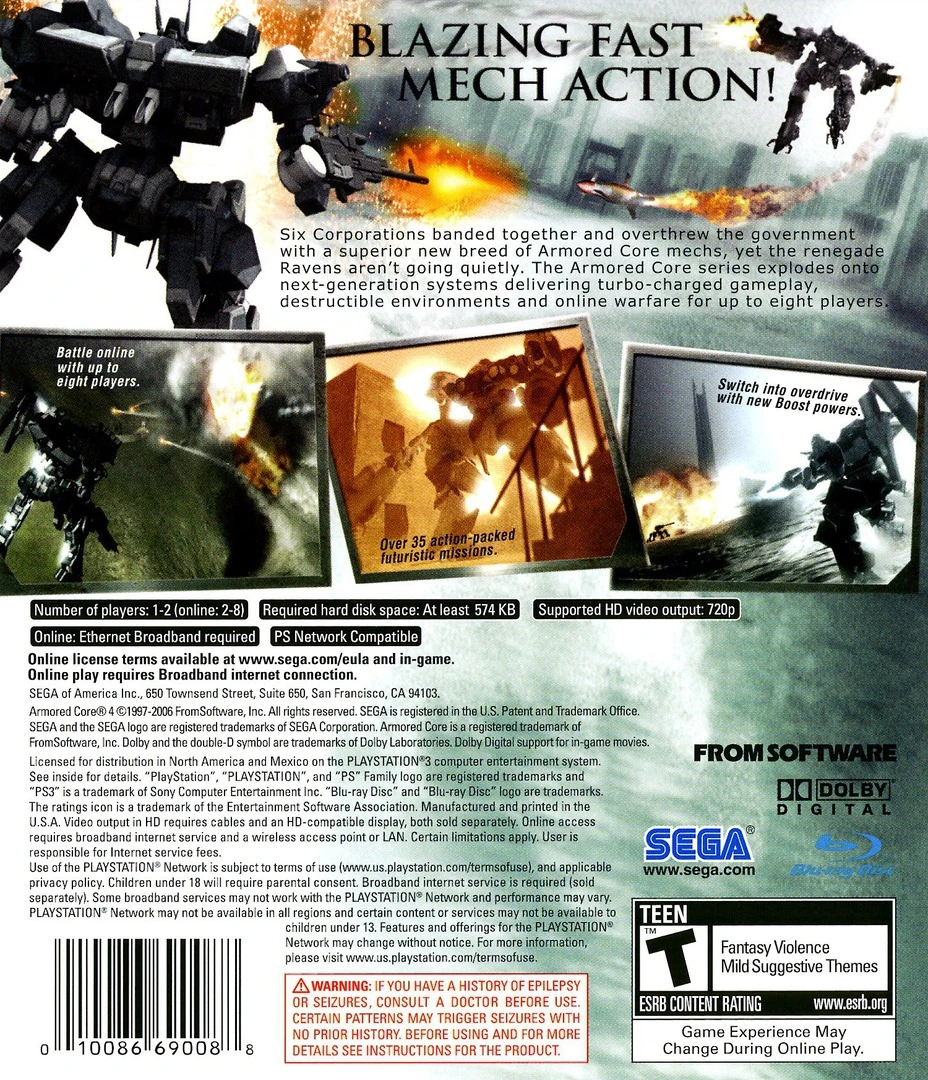 BLAZING FAST
MECH ACTION!
Six Corporations banded together and overthrew the government
with a superior new breed of Armored Core mechs, yet the renegade
Ravens aren't going quietly. The Armored Core series explodes onto
next-generation systems delivering turbo-charged gameplay,
destructible environments and online warfare for up to eight players.
Battle online
with up to
eight players.
Over 35 action-packed
futuristic missions.
Switch into overdrive
with new Boost powers.
Number of players: 1-2 (online: 2-8) Required hard disk space: At least 574 KB Supported HD video output: 720p
Online: Ethernet Broadband required PS Network Compatible
Online license terms available at www.sega.com/eula and in-game.
Online play requires Broadband internet connection.
SEGA of America Inc., 650 Townsend Street, Suite 650, San Francisco, CA 94103.
Armored Core® 4 ©1997-2006 FromSoftware, Inc. All rights reserved. SEGA is registered in the U.S. Patent and Trademark Office.
SEGA and the SEGA logo are registered trademarks of SEGA Corporation. Armored Core is a registered trademark of
FromSoftware, Inc. Dolby and the double-D symbol are trademarks of Dolby Laboratories. Dolby Digital support for in-game movies.
Licensed for distribution in North America and Mexico on the PLAYSTATION®3 computer entertainment system.
See inside for details. "PlayStation", "PLAYSTATION", and "PS" Family logo are registered trademarks and
"PS3" is a trademark of Sony Computer Entertainment Inc. "Blu-ray Disc" and "Blu-ray Disc" logo are trademarks.
The ratings icon is a trademark of the Entertainment Software Association. Manufactured and printed in the
U.S.A. Video output in HD requires cables and an HD-compatible display, both sold separately. Online access
requires broadband internet service and a wireless access point or LAN. Certain limitations apply. User is
responsible for Internet service fees.
Use of the PLAYSTATION® Network is subject to terms of use (www.us.playstation.com/termsofuse), and applicable
privacy policy. Children under 18 will require parental consent. Broadband internet service is required (sold
separately). Some broadband services may not work with the PLAYSTATION® Network and performance may vary.
PLAYSTATION® Network may not be available in all regions and certain content or services may not be available to
children under 13. Features and offerings for the PLAYSTATION®
Network may change without notice. For more information,
please visit www.us.playstation.com/termsofuse.
WARNING: IF YOU HAVE A HISTORY OF EPILEPSY
OR SEIZURES, CONSULT A DOCTOR BEFORE USE.
CERTAIN PATTERNS MAY TRIGGER SEIZURES WITH
NO PRIOR HISTORY. BEFORE USING AND FOR MORE
DETAILS SEE INSTRUCTIONS FOR THE PRODUCT.
0 10086 69008 8
FROM SOFTWARE
DOLBY
DIGITAL
SEGA®
www.sega.com
Blu-ray Disc
TEEN
T™
Fantasy Violence
Mild Suggestive Themes
ESRB CONTENT RATING www.esrb.org
Game Experience May
Change During Online Play.